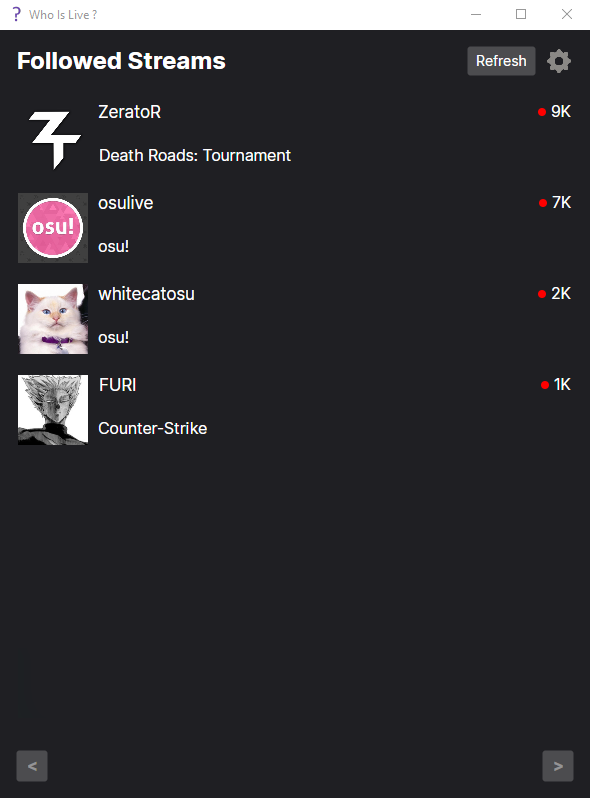 ? Who Is Live ?
Followed Streams
Refresh
ZeratoR
9K
Death Roads: Tournament
osulive
7K
osu!
osu!
whitecatosu
2K
osu!
FURI
1K
Counter-Strike
<
>